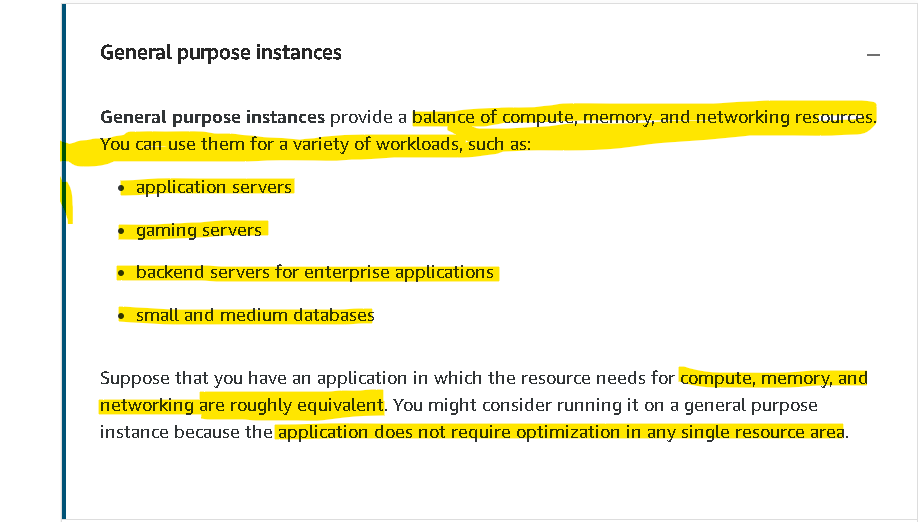 General purpose instances
General purpose instances provide a balance of compute, memory, and networking resources.
You can use them for a variety of workloads, such as:
• application servers
• gaming servers
• backend servers for enterprise applications
• small and medium databases
Suppose that you have an application in which the resource needs for compute, memory, and
networking are roughly equivalent. You might consider running it on a general purpose
instance because the application does not require optimization in any single resource area.